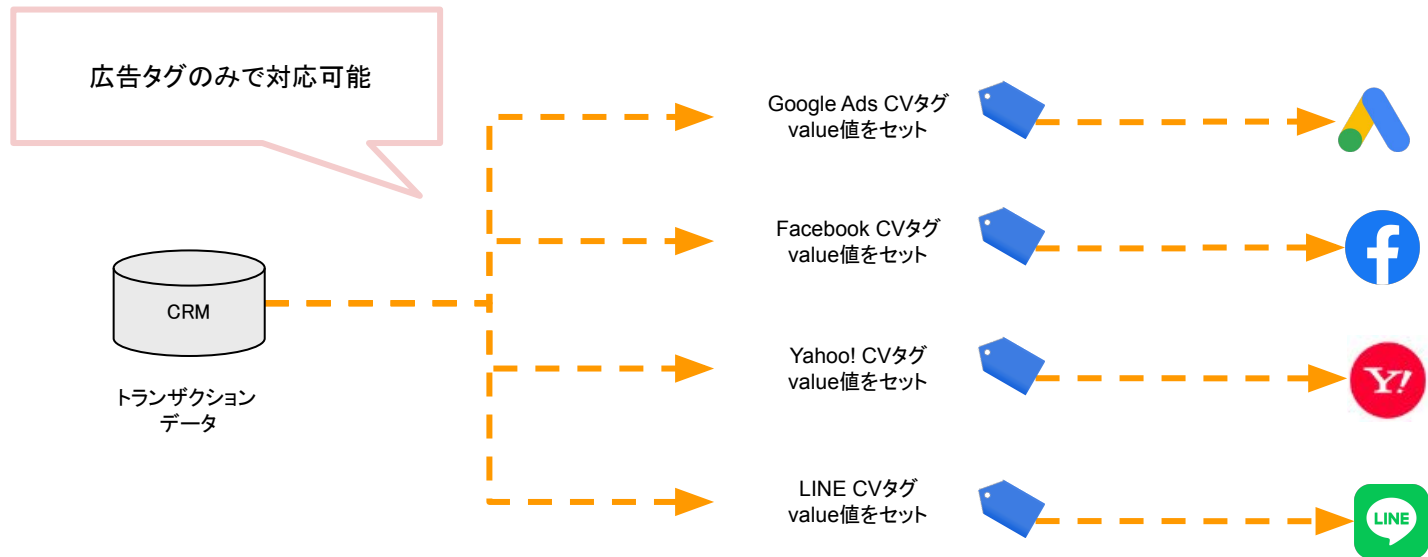 広告タグのみで対応可能
Google Ads CVタグ
value値をセット
Facebook CVタグ
value値をセット
CRM
Yahoo! CVタグ
value値をセット
Y!
トランザクション
データ
LINE CVタグ
value値をセット
LINE